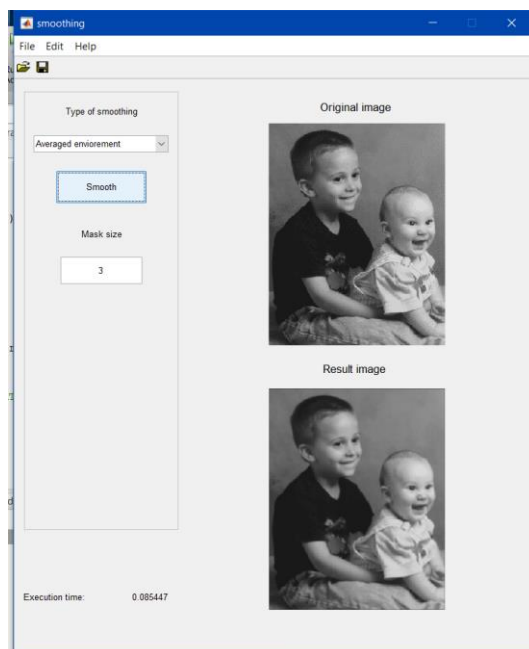 smoothing
File Edit Help
Type of smoothing
Original image
Averaged enviorement
Smooth
Mask size
3
Result image
Execution time: 0.085447